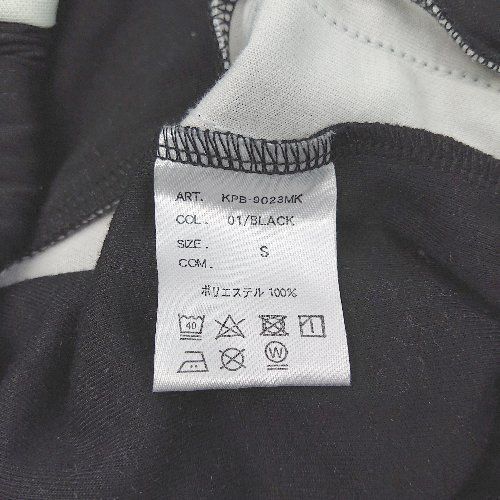 ART. KPB-9023MK
COL. 01/BLACK
SIZE. S
COM.
ポリエステル 100%
40
W